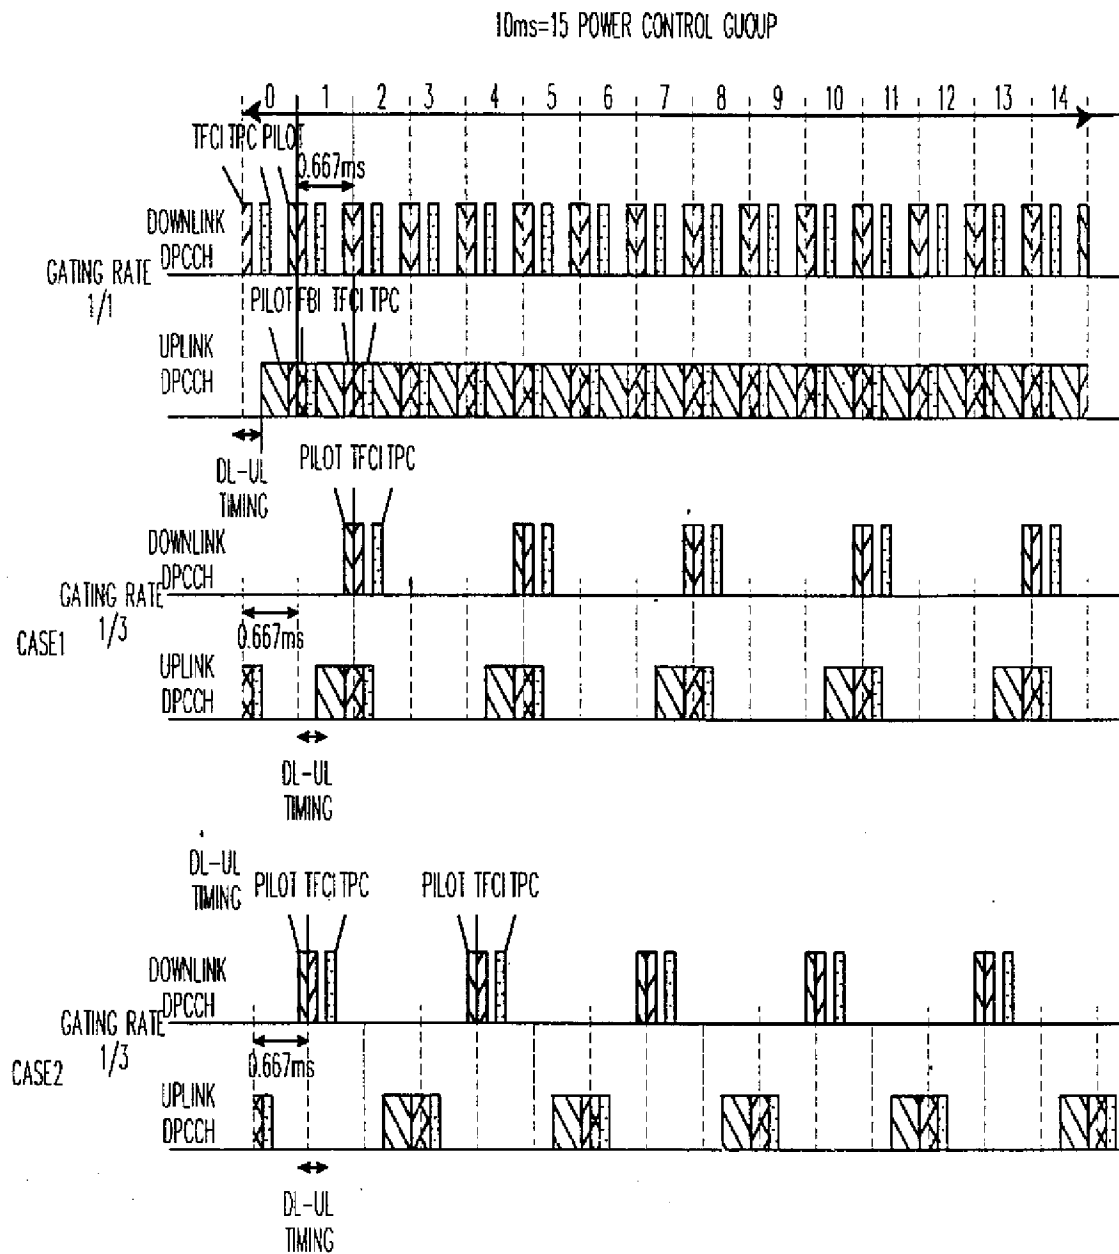 10ms=15 POWER CONTROL GUOUP
0 1 2 3 4 5 6 7 8 9 10 11 12 13 14
TFCI TPC PILOT
0.667ms
DOWNLINK
DPCCH
GATING RATE
1/1
PILOT FBI TFCI TPC
UPLINK
DPCCH
DL-UL
TIMING
PILOT TFCI TPC
DOWNLINK
DPCCH
GATING RATE
1/3
CASE1
0.667ms
UPLINK
DPCCH
DL-UL
TIMING
DL-UL
TIMING
PILOT TFCI TPC PILOT TFCI TPC
DOWNLINK
DPCCH
GATING RATE
1/3
CASE2
0.667ms
UPLINK
DPCCH
DL-UL
TIMING